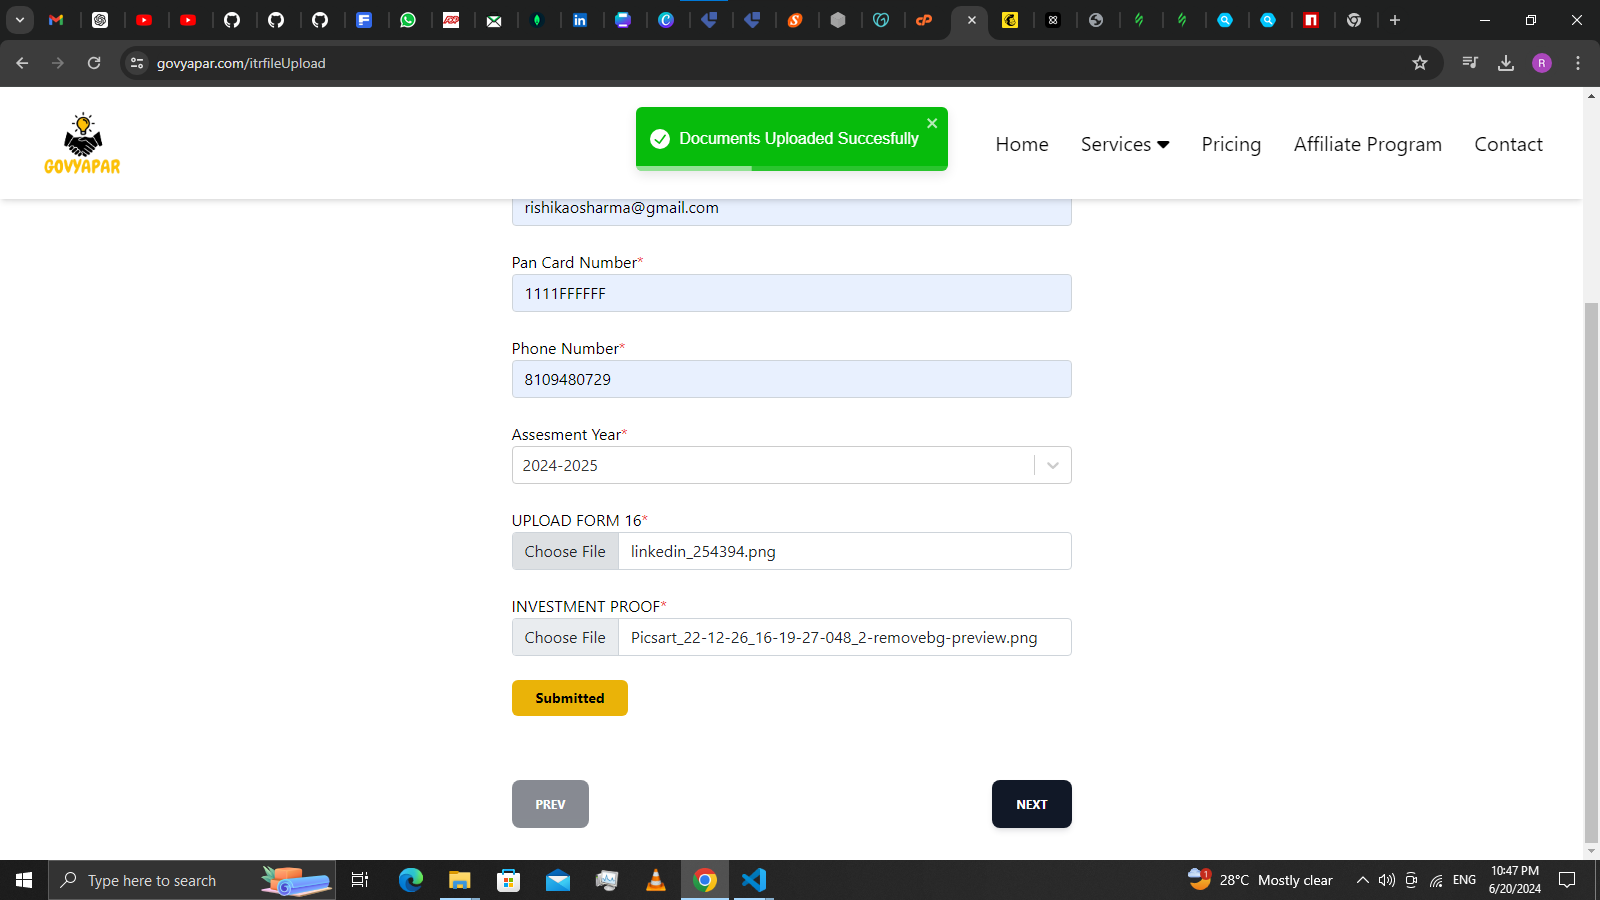 govyapar.com/itrfileUpload
R
GOVYAPAR
Documents Uploaded Succesfully
Home
Services
Pricing
Affiliate Program
Contact
rishikaosharma@gmail.com
Pan Card Number*
1111FFFFFF
Phone Number*
8109480729
Assesment Year*
2024-2025
UPLOAD FORM 16*
Choose File
linkedin_254394.png
INVESTMENT PROOF*
Choose File
Picsart_22-12-26_16-19-27-048_2-removebg-preview.png
Submitted
PREV
NEXT
Type here to search
1
28°C Mostly clear
ENG
10:47 PM
6/20/2024